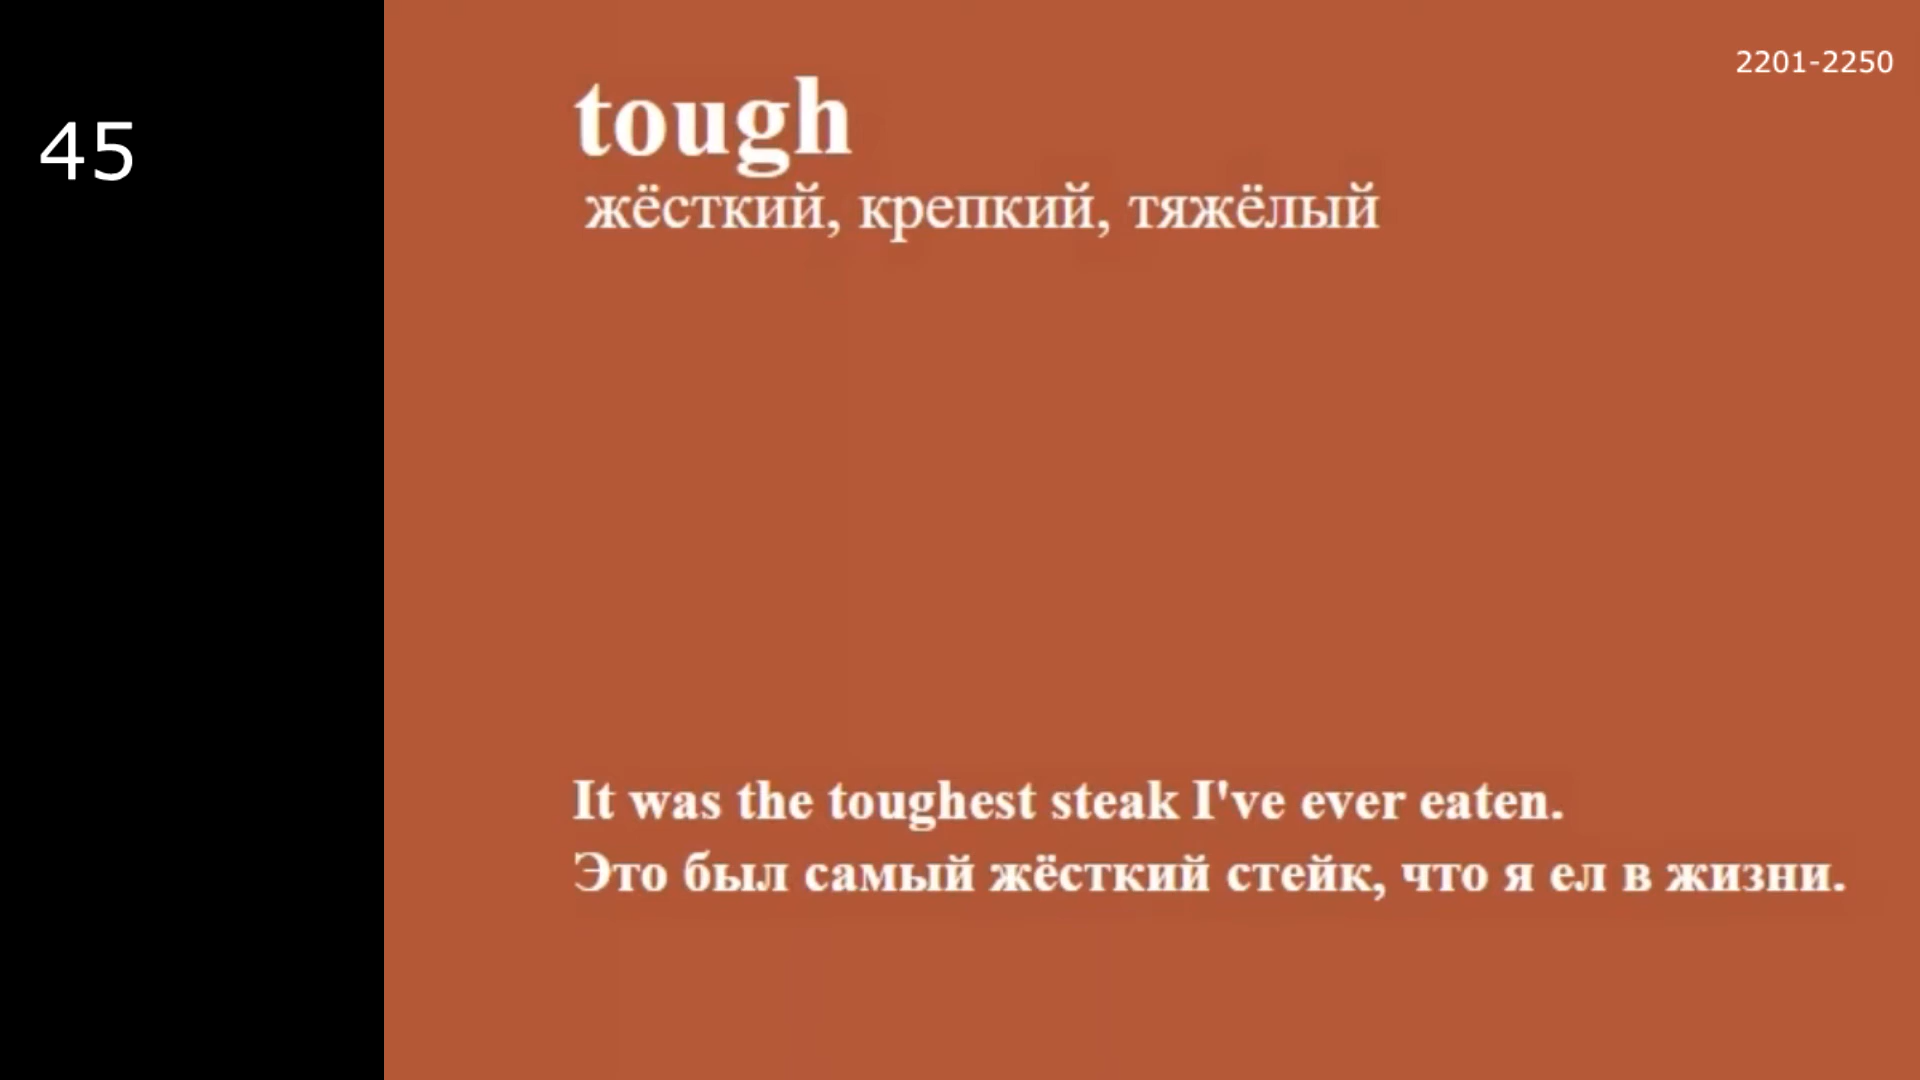 45
2201-2250
tough
жёсткий, крепкий, тяжёлый
It was the toughest steak I've ever eaten.
Это был самый жёсткий стейк, что я ел в жизни.